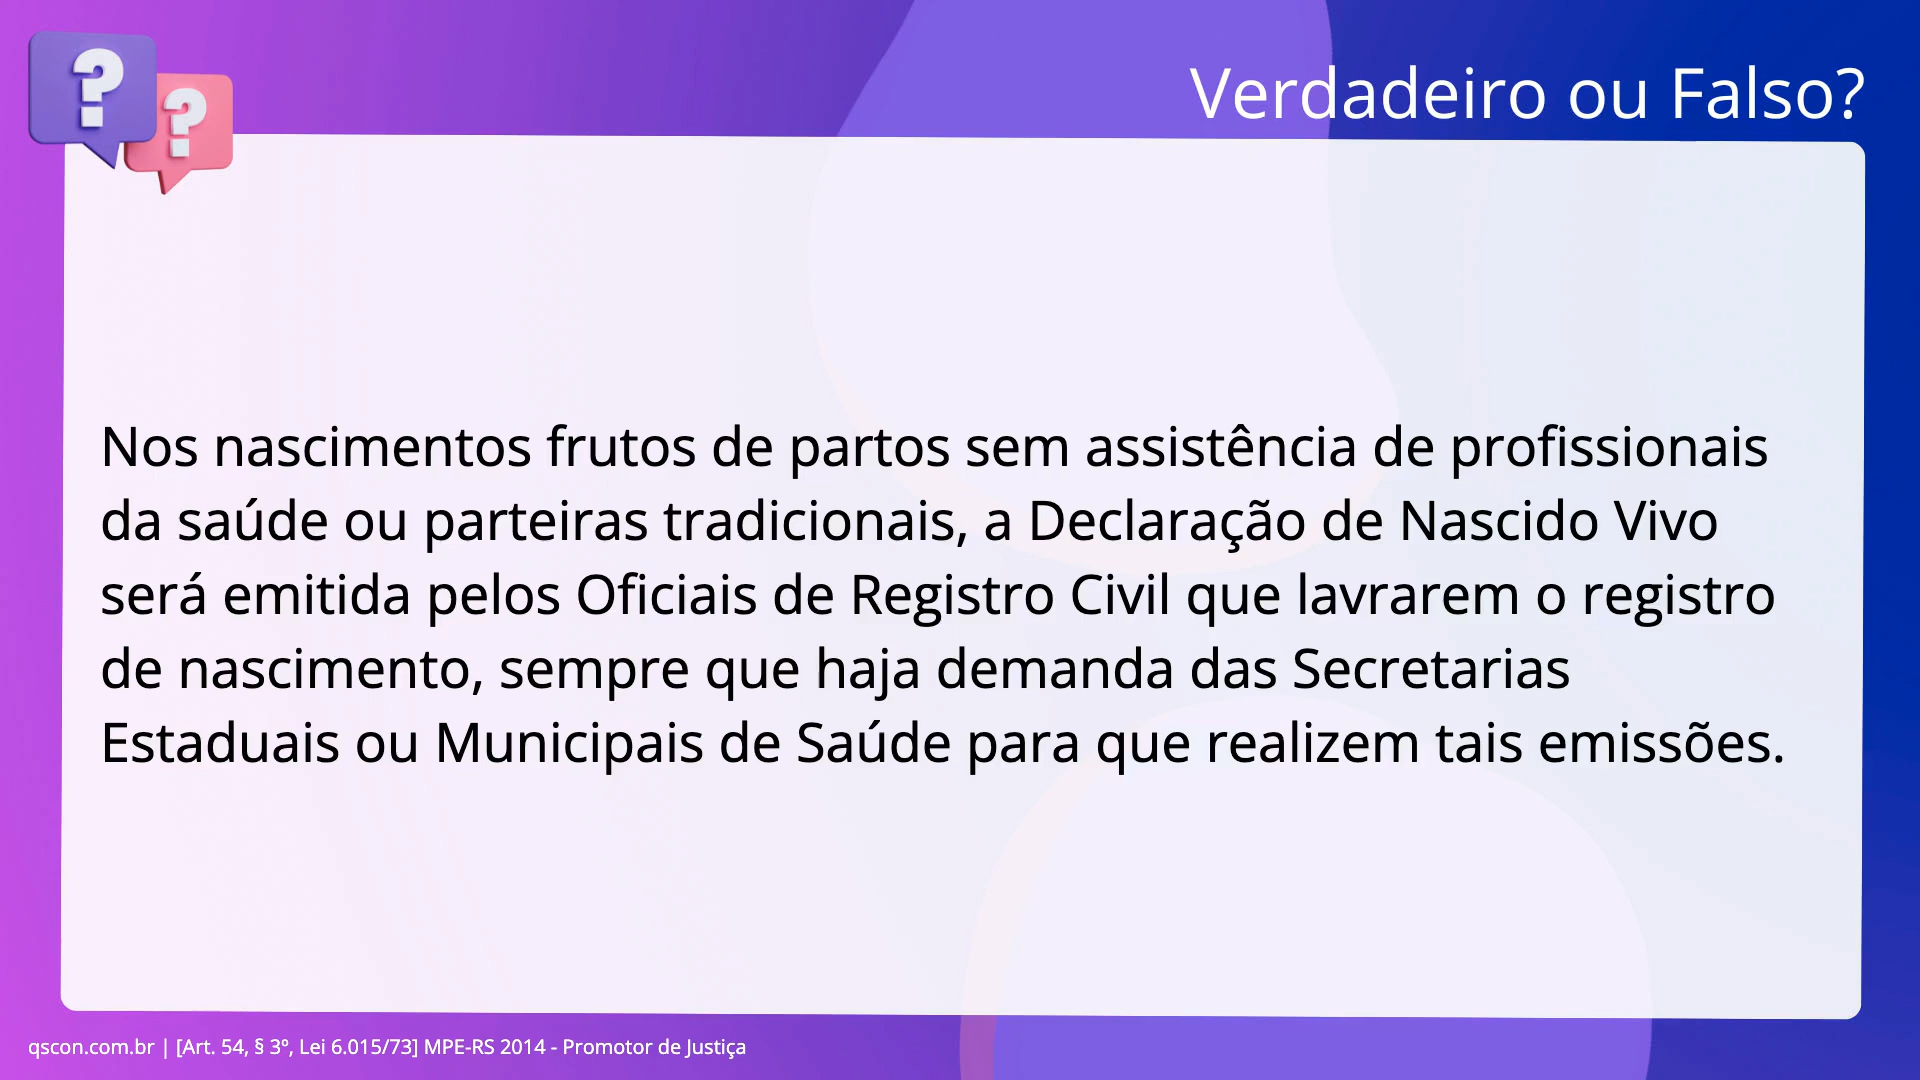 Verdadeiro ou Falso?
Nos nascimentos frutos de partos sem assistência de profissionais
da saúde ou parteiras tradicionais, a Declaração de Nascido Vivo
será emitida pelos Oficiais de Registro Civil que lavrarem o registro
de nascimento, sempre que haja demanda das Secretarias
Estaduais ou Municipais de Saúde para que realizem tais emissões.
qscon.com.br | [Art. 54, § 3º, Lei 6.015/73] MPE-RS 2014 - Promotor de Justiça